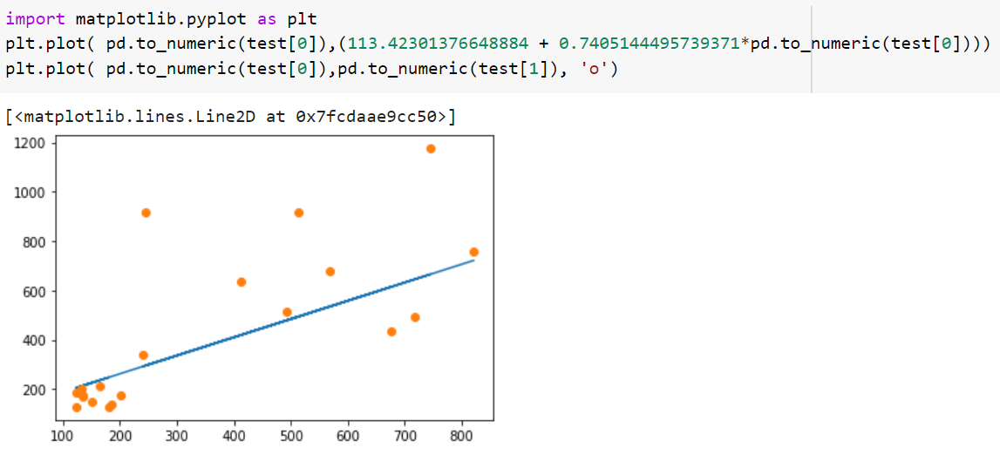 import matplotlib.pyplot as plt
plt.plot( pd.to_numeric(test[0]),(113.42301376648884 + 0.7405144495739371*pd.to_numeric(test[0])))
plt.plot( pd.to_numeric(test[0]),pd.to_numeric(test[1]), 'o')
[<matplotlib.lines.Line2D at 0x7fcdaae9cc50>]
1200
1000
800
600
400
200
100 200 300 400 500 600 700 800